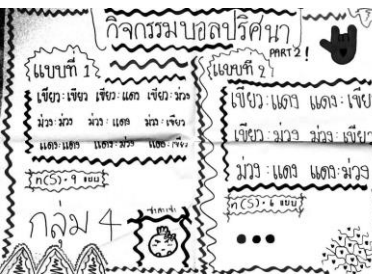 กิจกรรมบอลปริศนา
PART 2!
แบบที่ 1
เขียว:เขียว เขียว:แดง เขียว:ม่วง
ม่วง:ม่วง ม่วง:แดง ม่วง:เขียว
แดง:แดง แดง:ม่วง แดง:เขียว
n(S) = 9 แบบ
กลุ่ม 4
แบบที่ 2
เขียว:แดง แดง:เขีย
เขียว:ม่วง ม่วง:เขีย
ม่วง:แดง แดง:ม่วง
n(S) = 6 แบบ